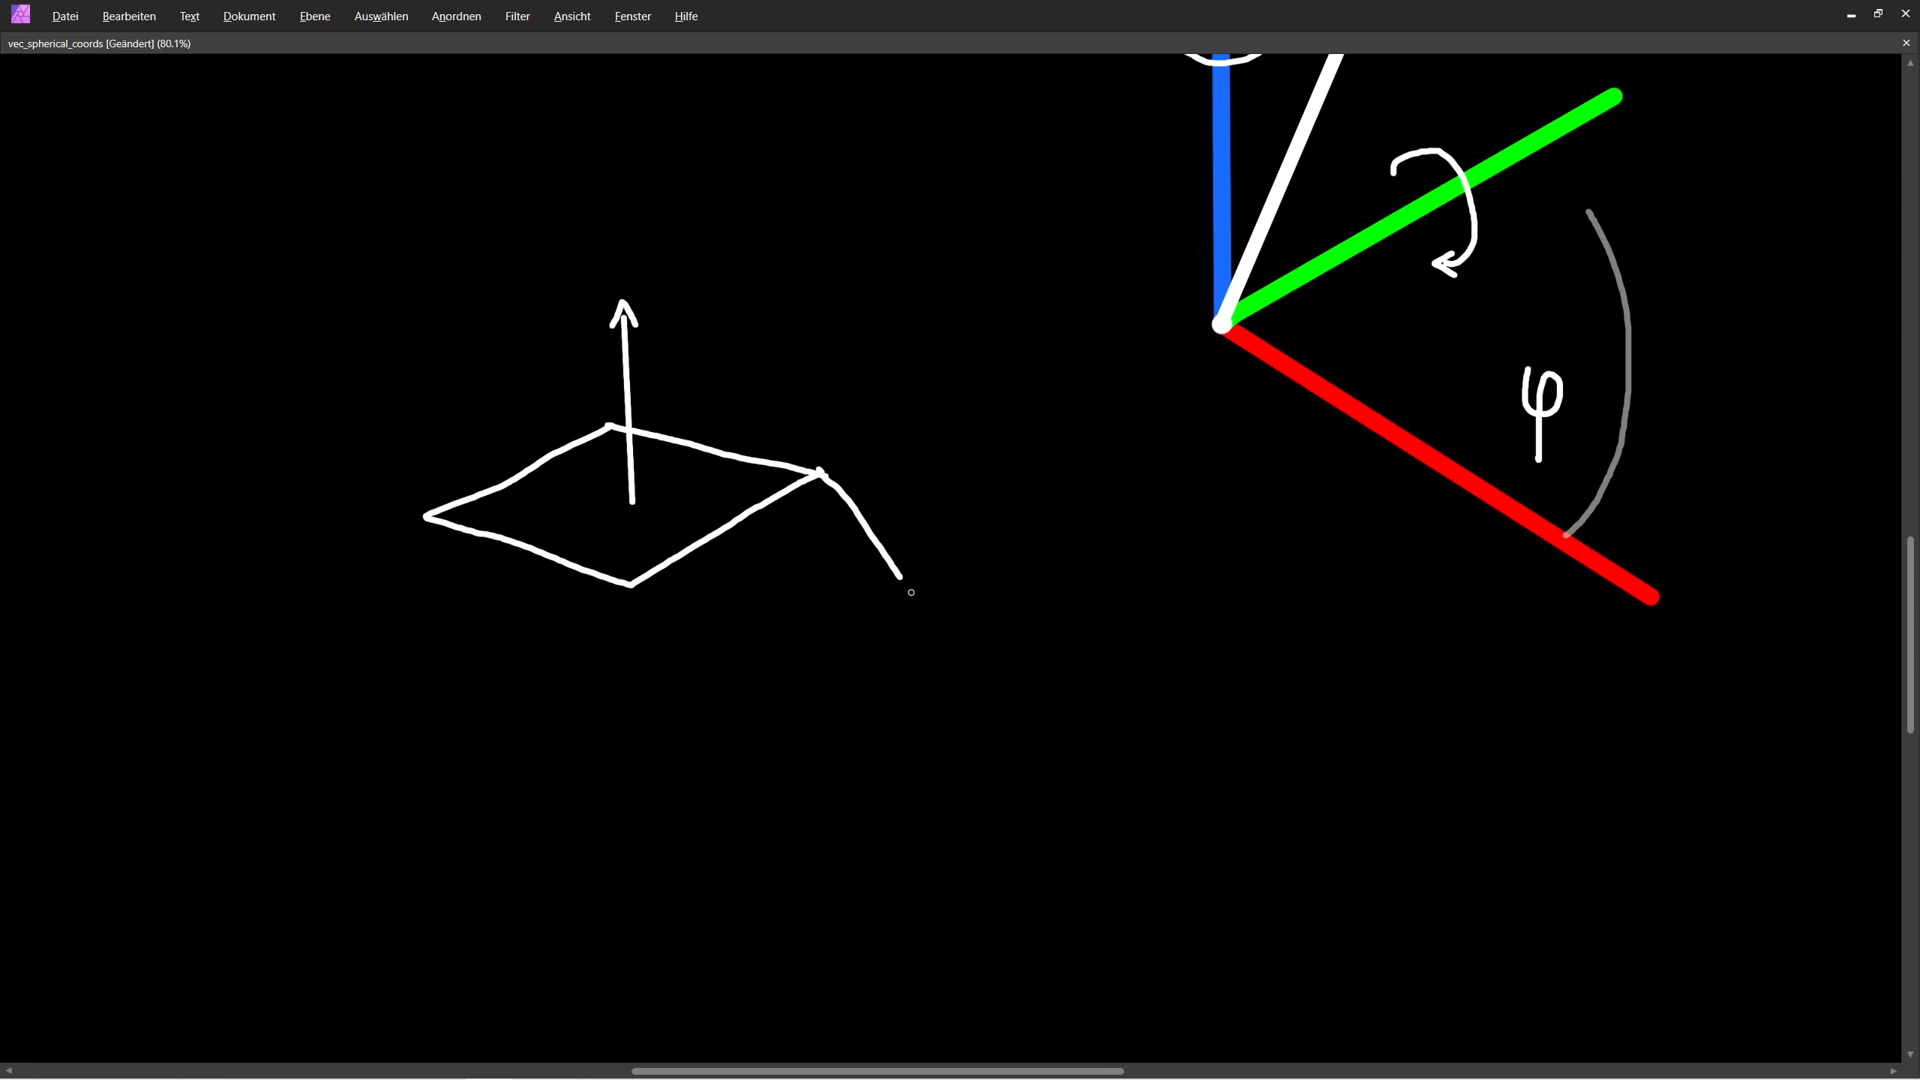 Datei Bearbeiten Text Dokument Ebene Auswählen Anordnen Filter Ansicht Fenster Hilfe
vec_spherical_coords [Geändert] (80.1%)
φ